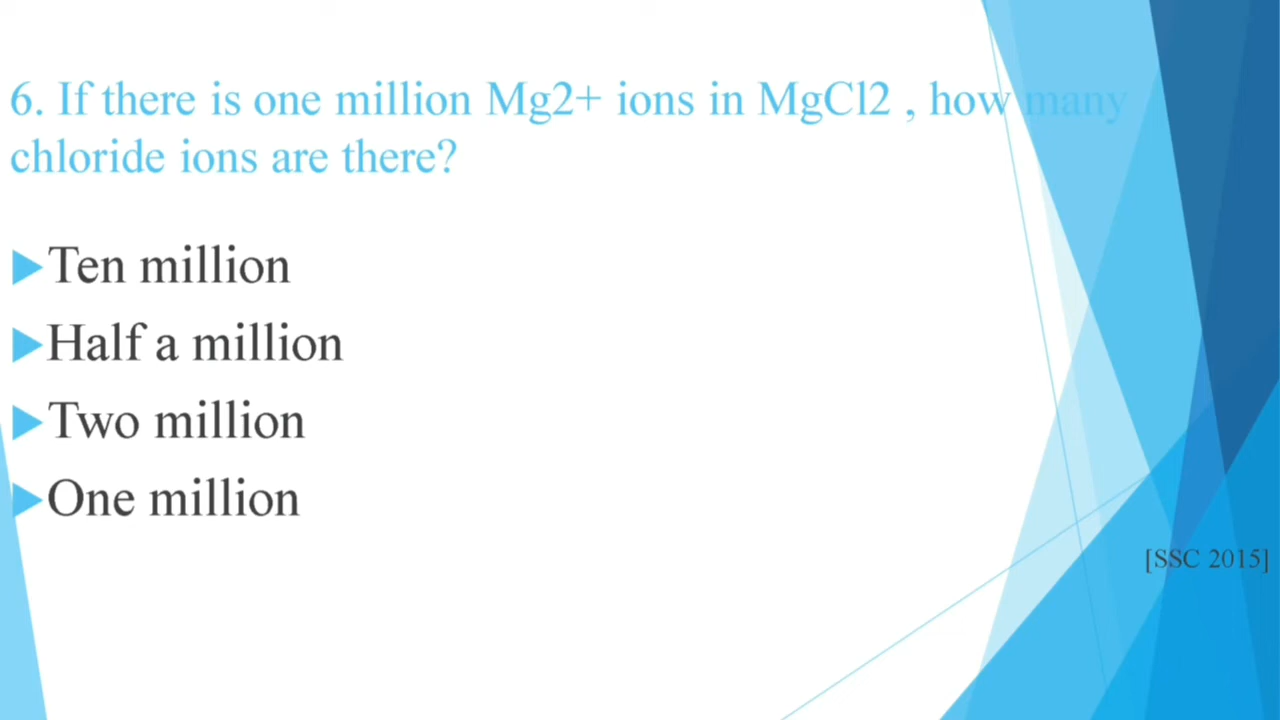 6. If there is one million Mg2+ ions in MgCl2 , how many
chloride ions are there?
Ten million
Half a million
Two million
One million
[SSC 2015]